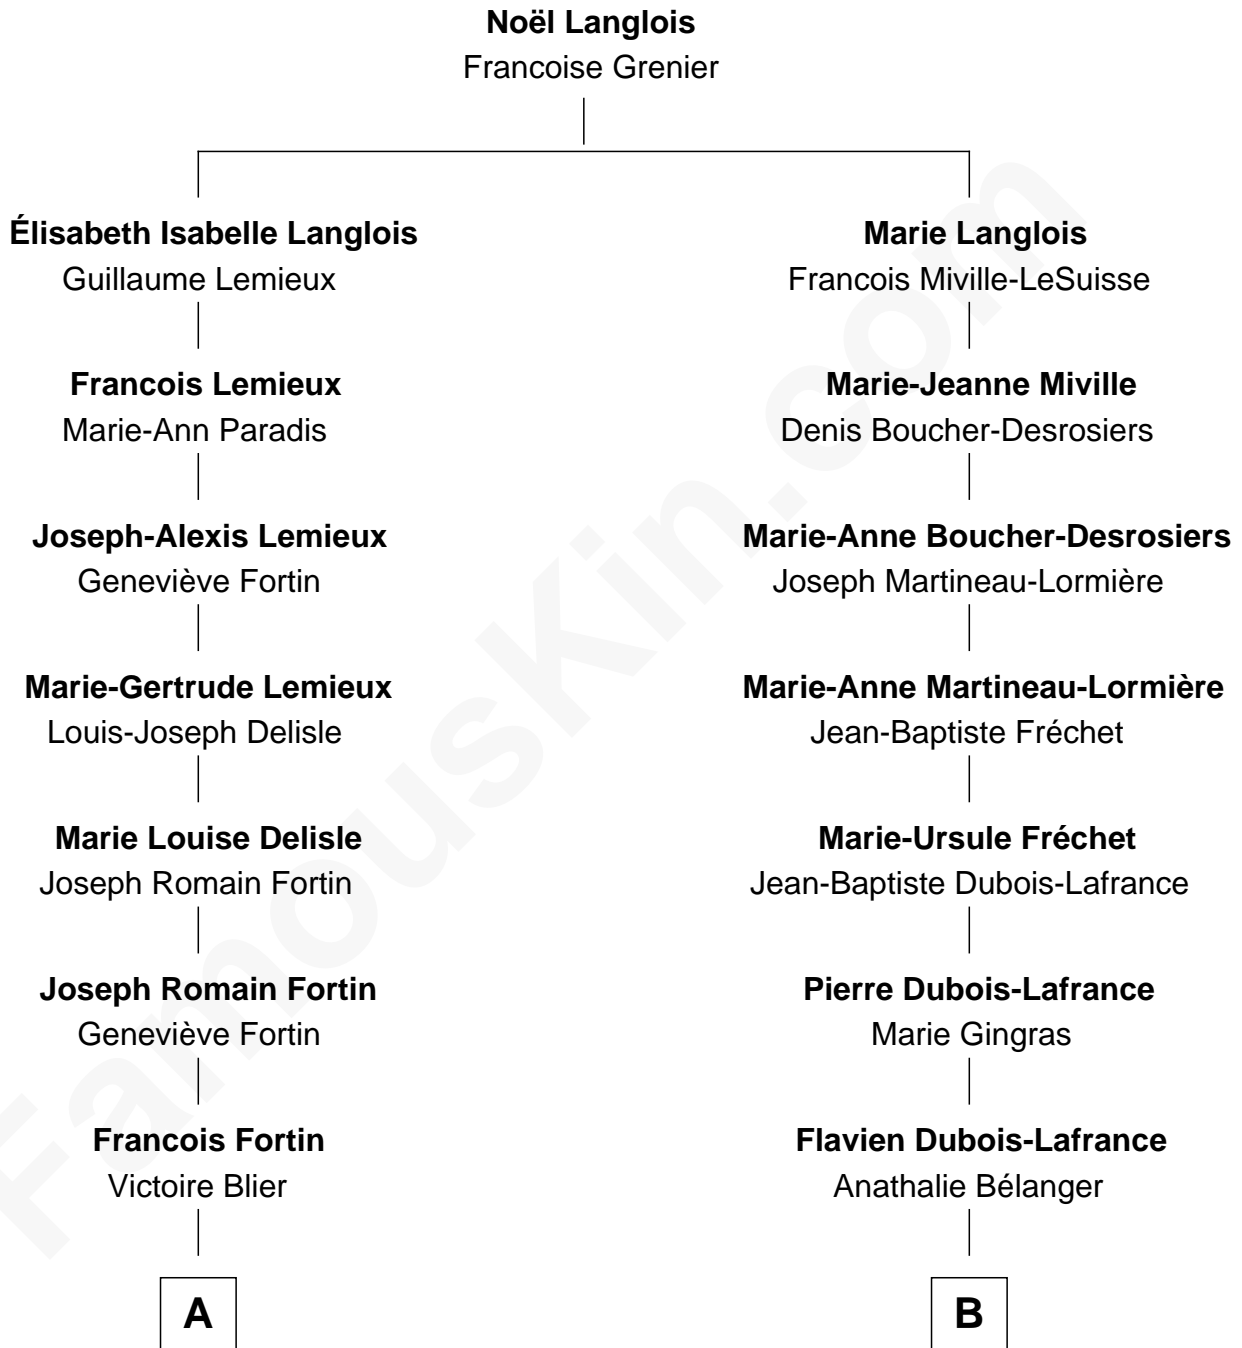 Noël Langlois
Francoise Grenier
Élisabeth Isabelle Langlois
Guillaume Lemieux
Marie Langlois
Francois Miville-LeSuisse
Francois Lemieux
Marie-Ann Paradis
Marie-Jeanne Miville
Denis Boucher-Desrosiers
Joseph-Alexis Lemieux
Geneviève Fortin
Marie-Anne Boucher-Desrosiers
Joseph Martineau-Lormière
Marie-Gertrude Lemieux
Louis-Joseph Delisle
Marie-Anne Martineau-Lormière
Jean-Baptiste Fréchet
Marie Louise Delisle
Joseph Romain Fortin
Marie-Ursule Fréchet
Jean-Baptiste Dubois-Lafrance
Joseph Romain Fortin
Geneviève Fortin
Pierre Dubois-Lafrance
Marie Gingras
Francois Fortin
Victoire Blier
Flavien Dubois-Lafrance
Anathalie Bélanger
A
B
FamousKin.com